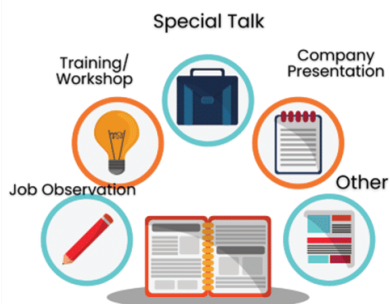 Special Talk
Training/
Workshop
Company
Presentation
Job Observation
Other